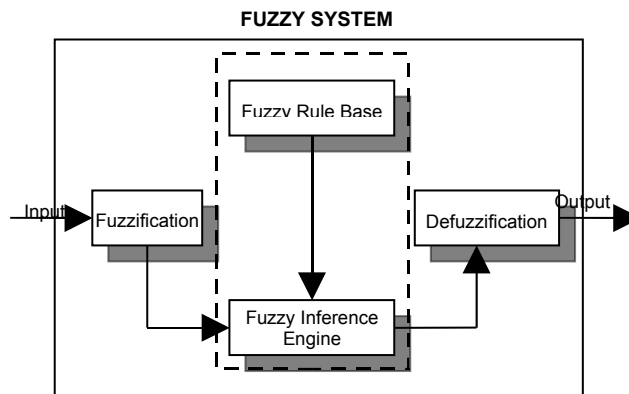 FUZZY SYSTEM
Fuzzy Rule Base
Input
Fuzzification
Output
Defuzzification
Fuzzy Inference
Engine